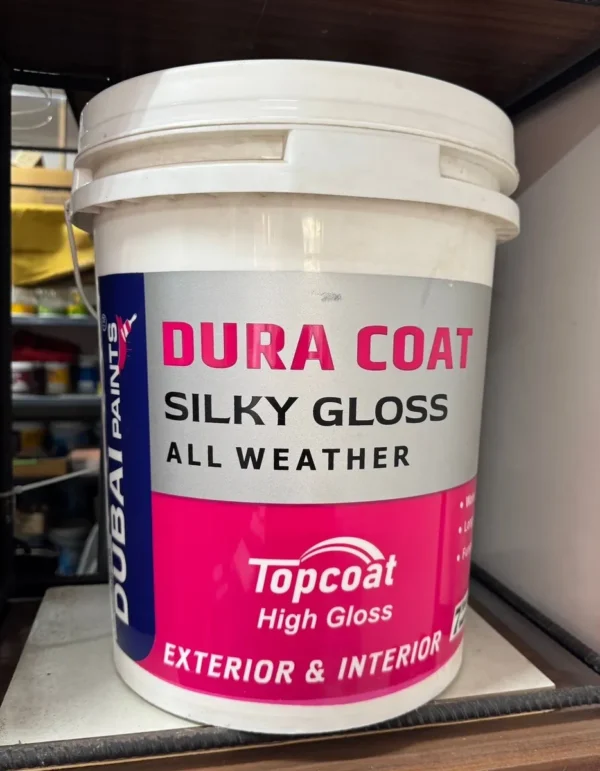 DUBAI PAINTS®
DURA COAT
SILKY GLOSS
ALL WEATHER
Topcoat
High Gloss
EXTERIOR & INTERIOR